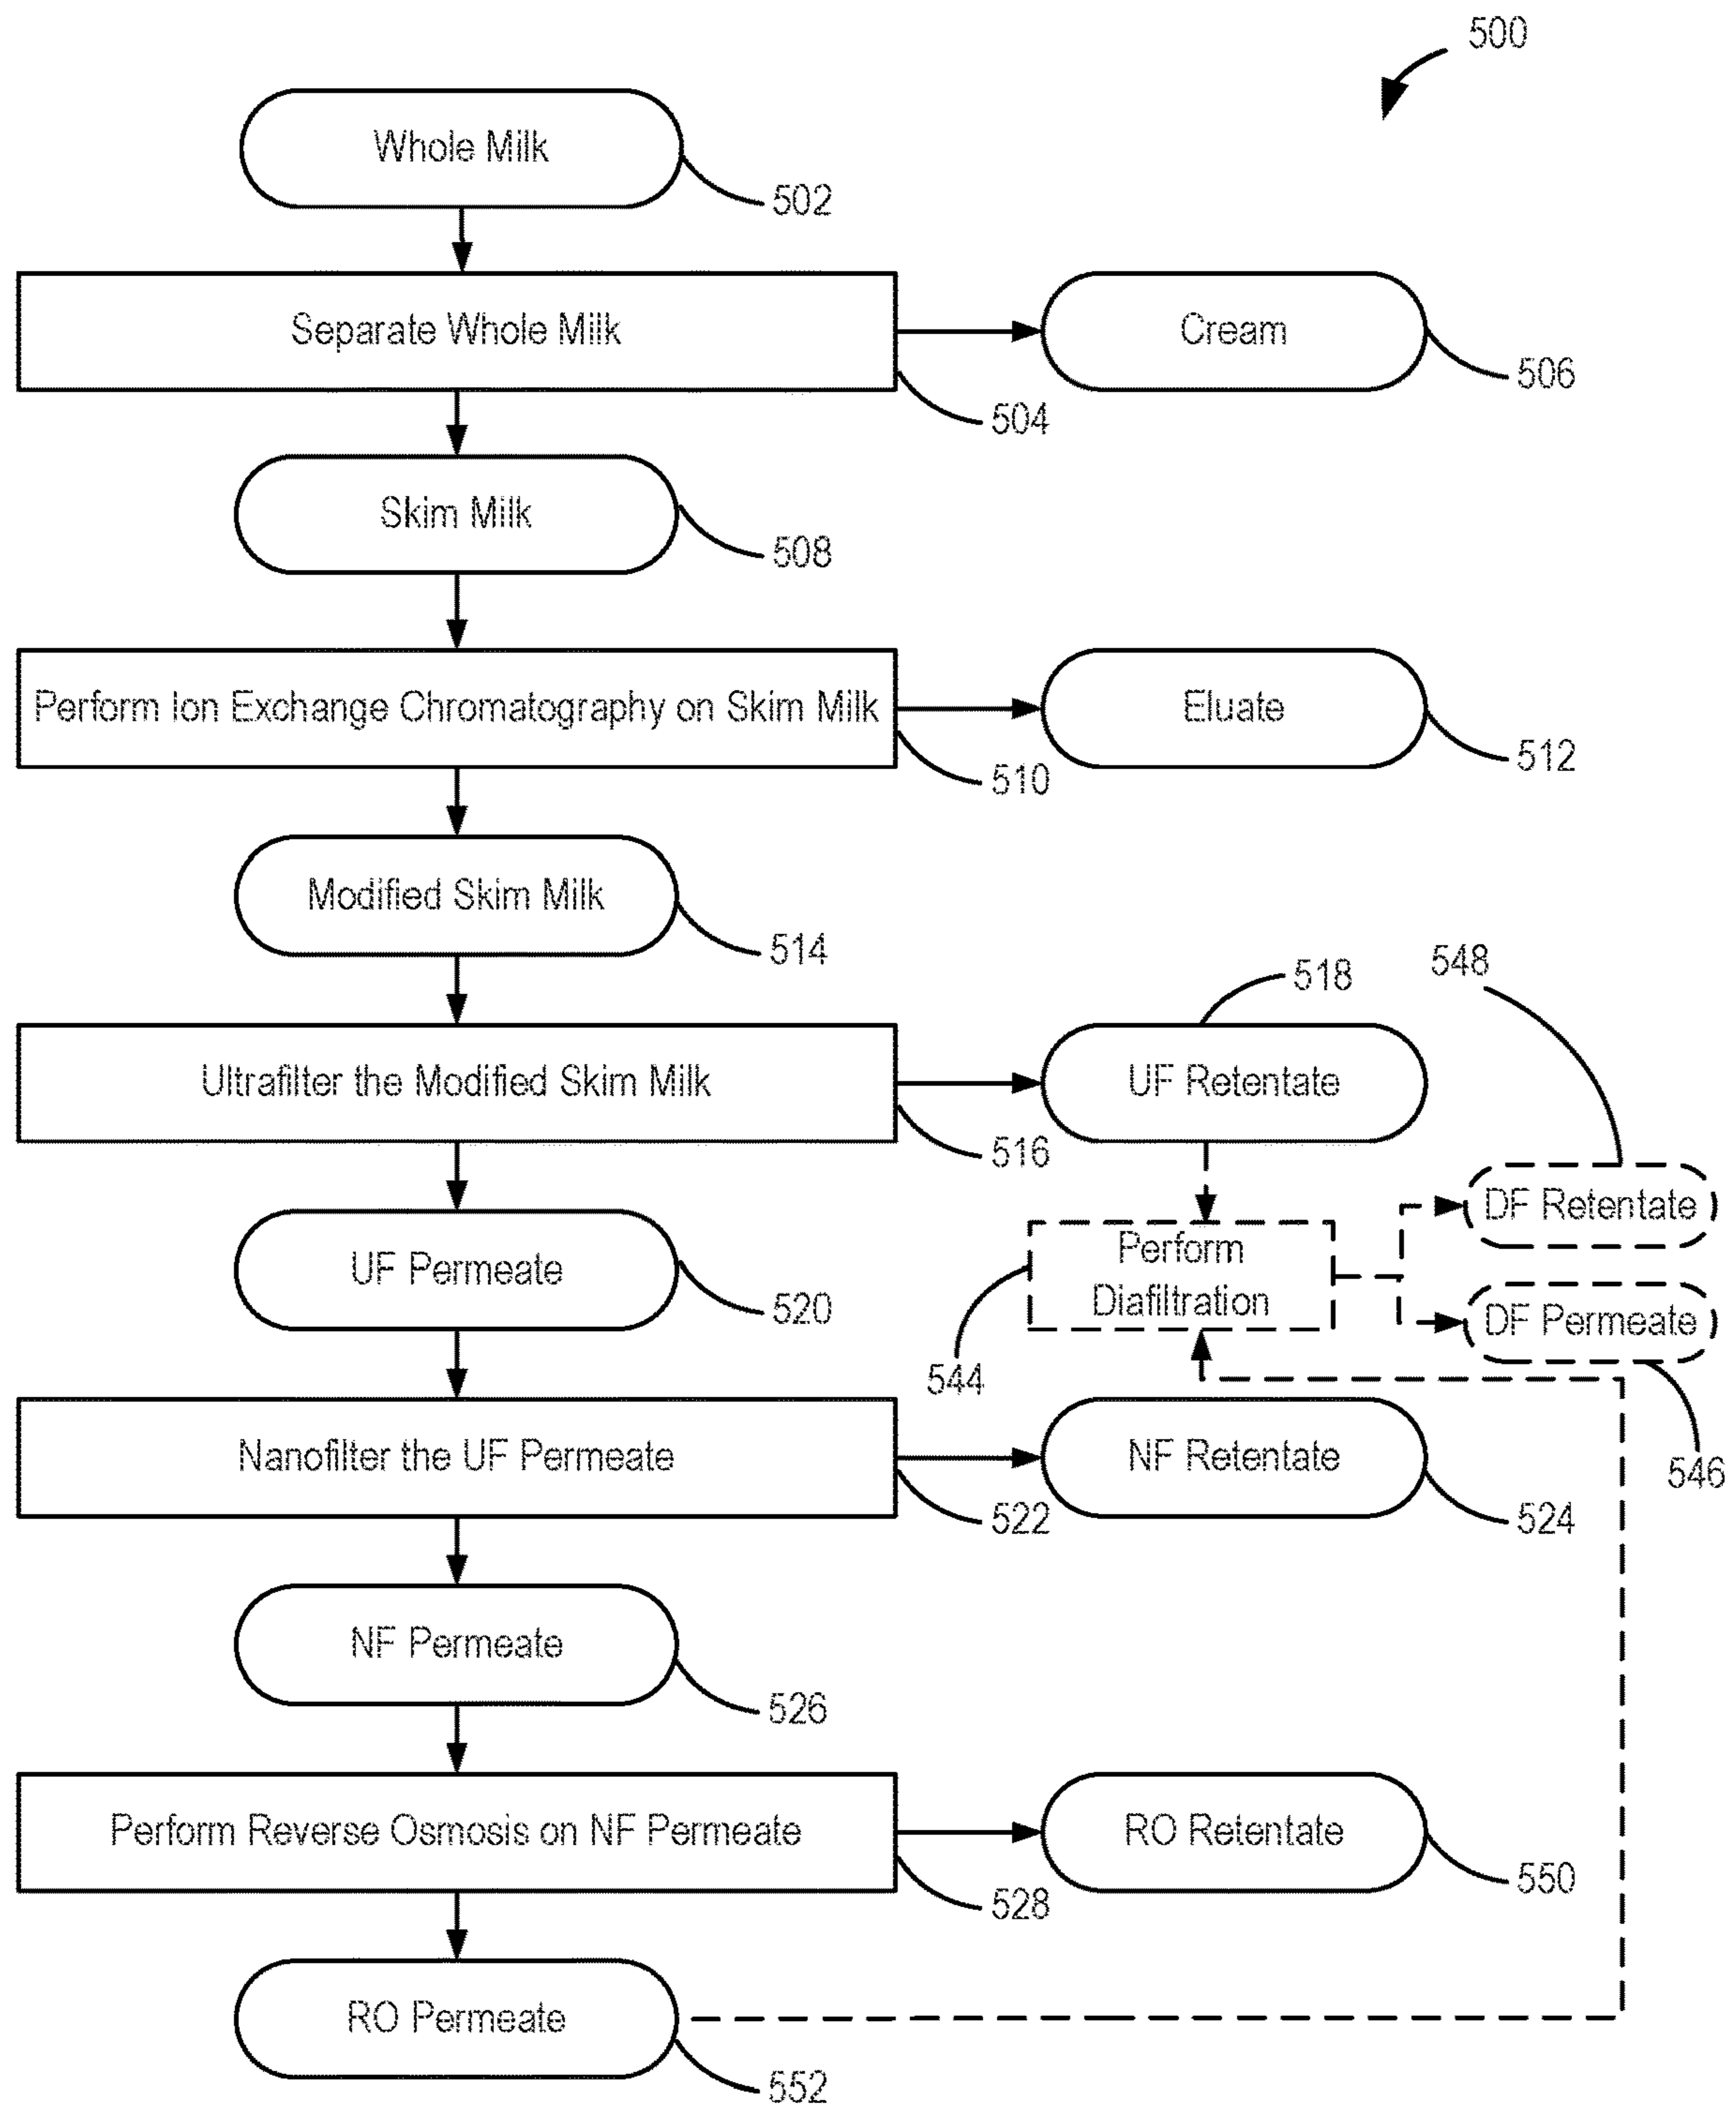 500
Whole Milk
502
Separate Whole Milk
Cream
506
504
Skim Milk
508
Perform Ion Exchange Chromatography on Skim Milk
Eluate
512
510
Modified Skim Milk
514
548
518
Ultrafilter the Modified Skim Milk
UF Retentate
516
DF Retentate
Perform
Diafiltration
UF Permeate
520
DF Permeate
544
546
Nanofilter the UF Permeate
NF Retentate
522
524
NF Permeate
526
Perform Reverse Osmosis on NF Permeate
RO Retentate
550
528
RO Permeate
552